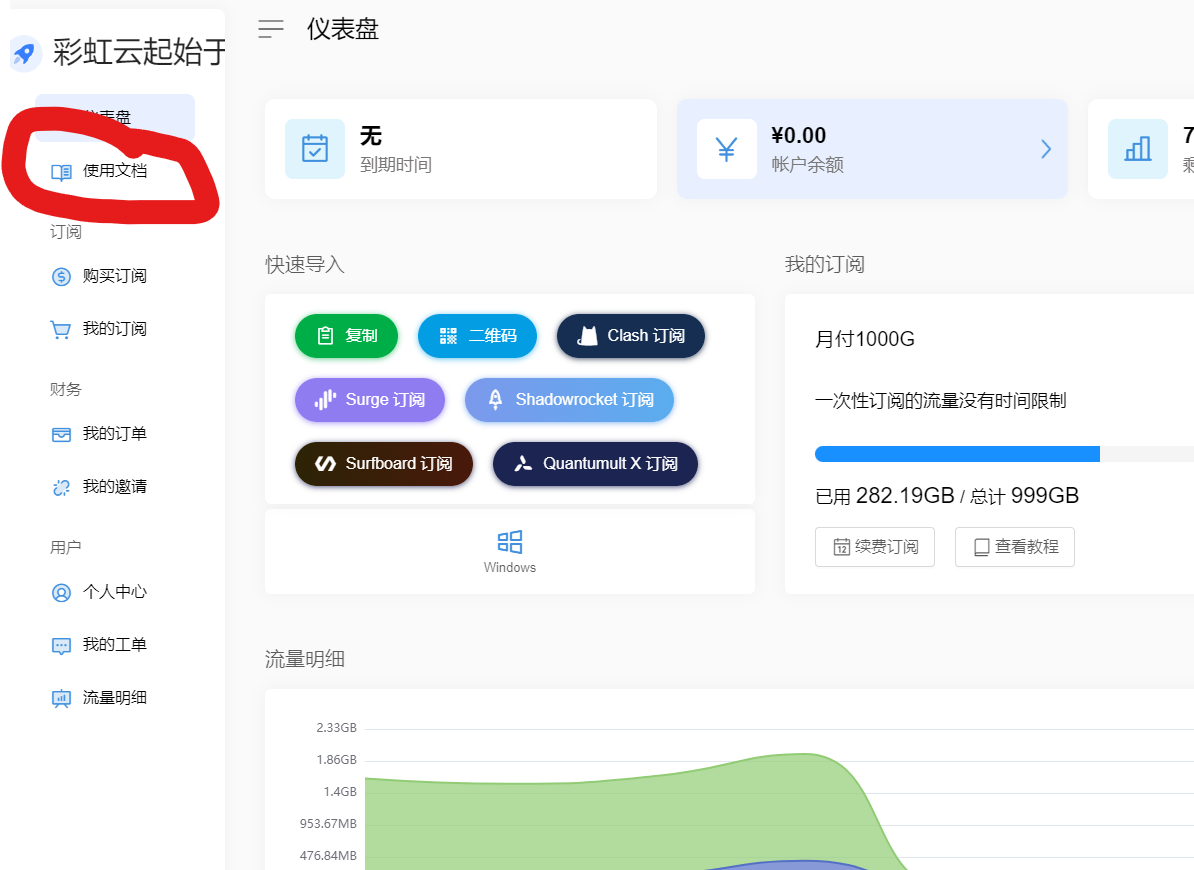 彩虹云起始于
仪表盘
仪表盘
使用文档
订阅
购买订阅
我的订阅
财务
我的订单
我的邀请
用户
个人中心
我的工单
流量明细
无
到期时间
¥0.00
帐户余额
7
快速导入
复制
二维码
Clash 订阅
Surge 订阅
Shadowrocket 订阅
Surfboard 订阅
Quantumult X 订阅
Windows
我的订阅
月付1000G
一次性订阅的流量没有时间限制
已用 282.19GB / 总计 999GB
12 续费订阅
查看教程
流量明细
2.33GB
1.86GB
1.4GB
953.67MB
476.84MB